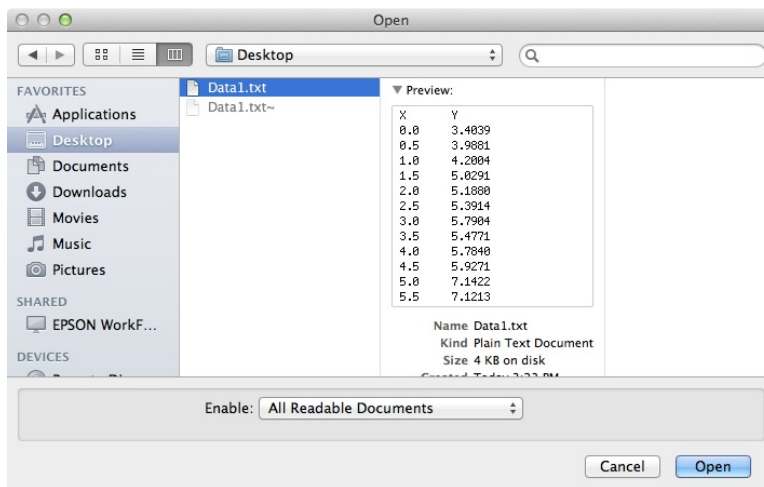 Open
Desktop
FAVORITES
Applications
Desktop
Documents
Downloads
Movies
Music
Pictures
SHARED
EPSON WorkF...
DEVICES
Data1.txt
Data1.txt~
Preview:
X Y
0.0 3.4039
0.5 3.9881
1.0 4.2004
1.5 5.0291
2.0 5.1880
2.5 5.3914
3.0 5.7904
3.5 5.4771
4.0 5.7840
4.5 5.9271
5.0 7.1422
5.5 7.1213
Name Data1.txt
Kind Plain Text Document
Size 4 KB on disk
Enable: All Readable Documents
Cancel Open